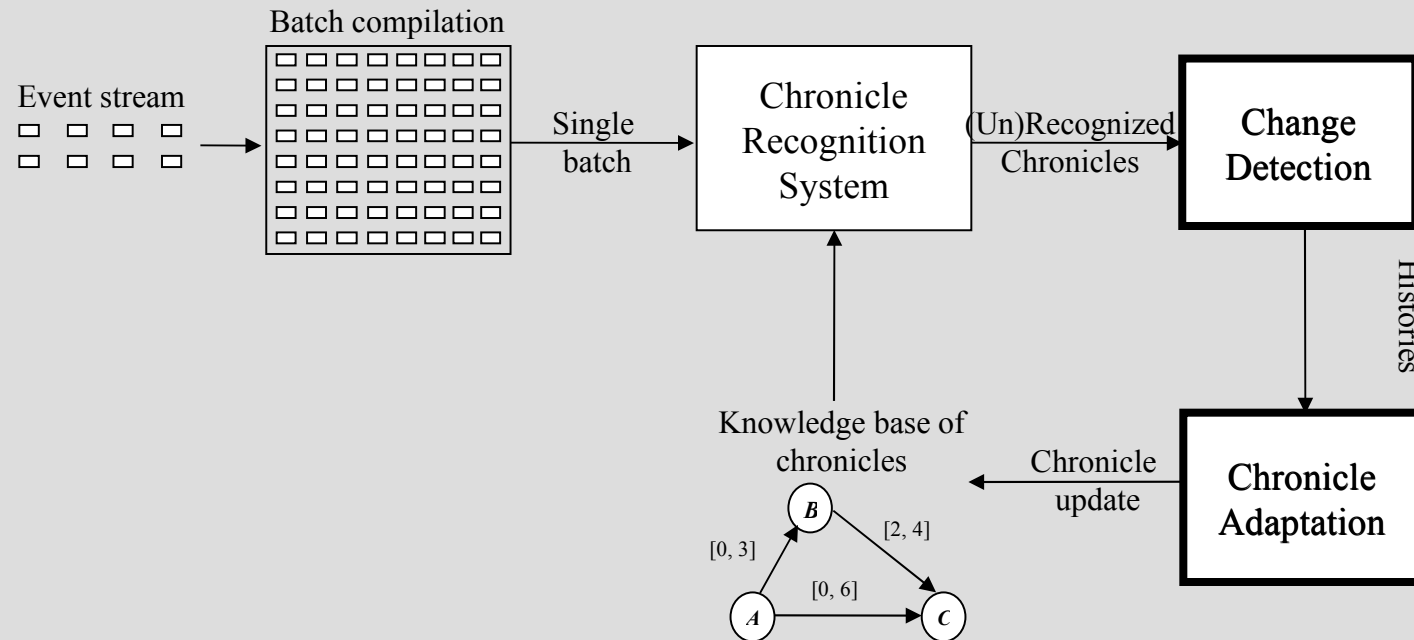 Batch compilation
Event stream
Single
batch
Chronicle
Recognition
System
(Un)Recognized
Chronicles
Change
Detection
Histories
Knowledge base of
chronicles
Chronicle
update
Chronicle
Adaptation
B
[0, 3]
[2, 4]
[0, 6]
A
C